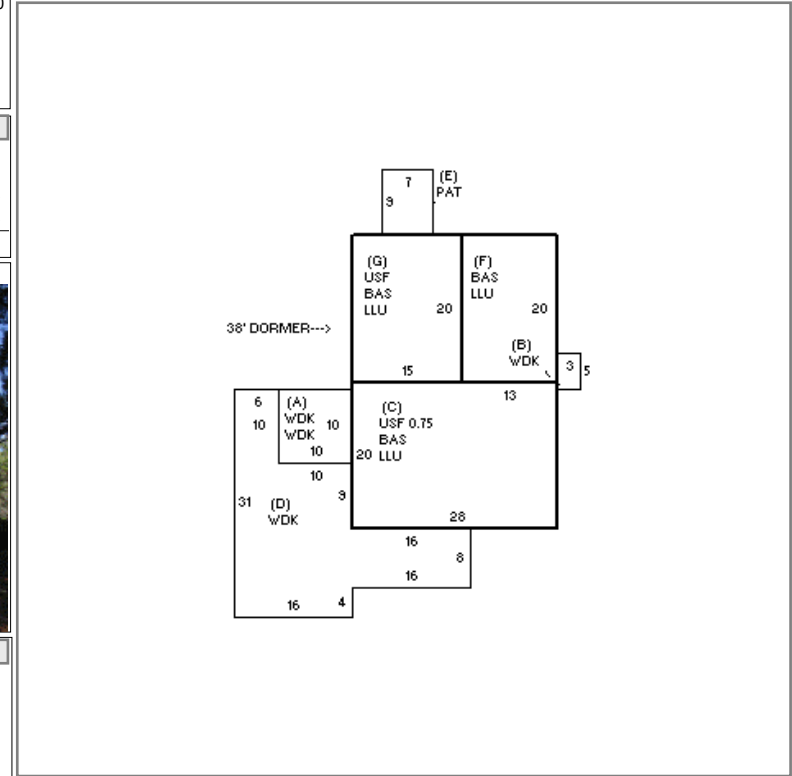 7
(E)
PAT
9
(G)
USF
BAS
LLU
20
15
(F)
BAS
LLU
20
38' DORMER--->
(B)
WDK
3
5
13
6
10
(A)
WDK
WDK
10
10
(C)
USF 0.75
BAS
LLU
20
10
9
31
(D)
WDK
28
16
8
16
16
4